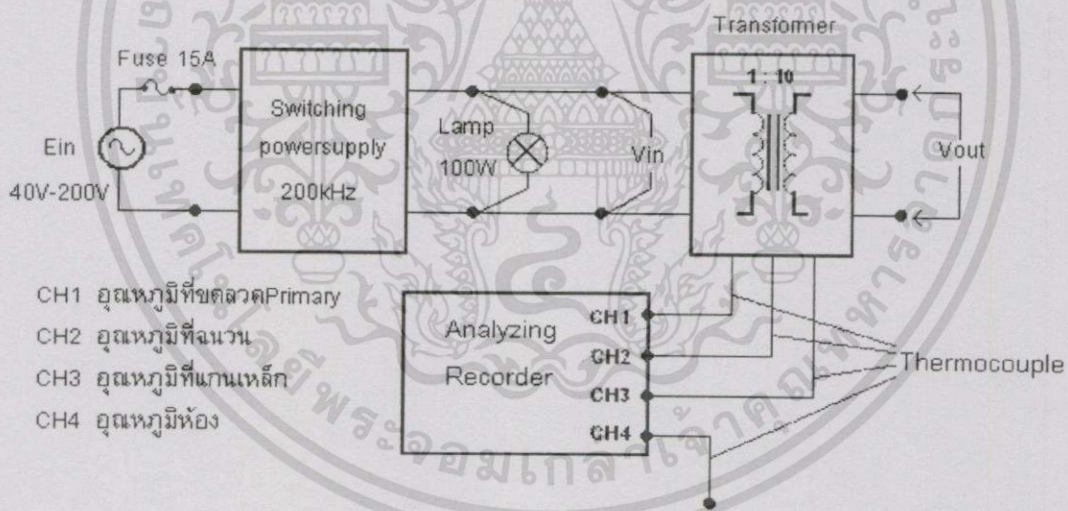 Transformer
Fuse 15A
1 : 10
Switching
powersupply
200kHz
Ein
40V-200V
Lamp
100W
Vin
Vout
CH1 อุณหภูมิที่ขดลวดPrimary
CH2 อุณหภูมิที่ฉนวน
CH3 อุณหภูมิที่แกนเหล็ก
CH4 อุณหภูมิห้อง
Analyzing
Recorder
CH1
CH2
CH3
CH4
Thermocouple